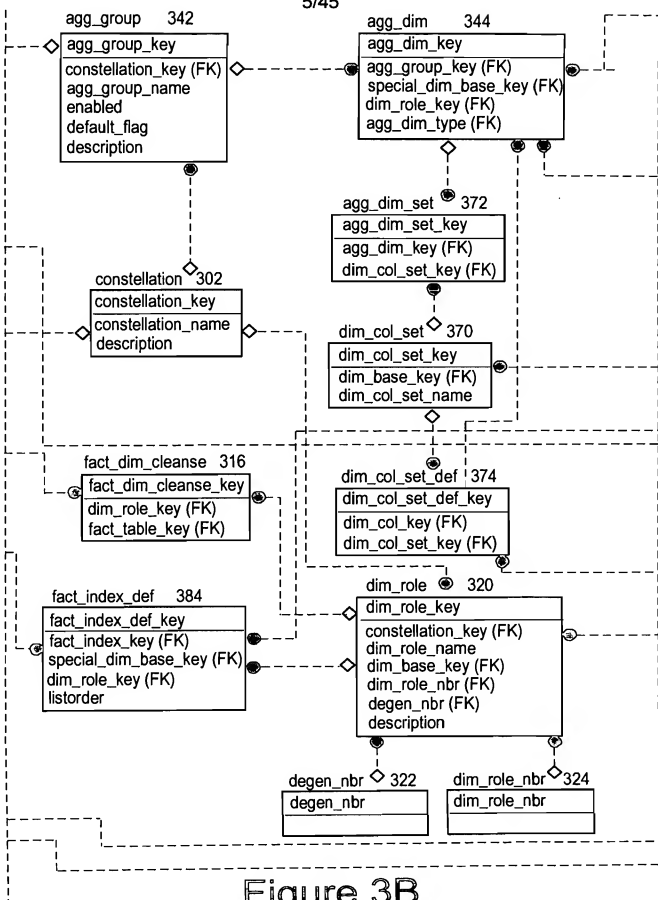 5/45
agg_group 342
agg_group_key
constellation_key (FK)
agg_group_name
enabled
default_flag
description
agg_dim 344
agg_dim_key
agg_group_key (FK)
special_dim_base_key (FK)
dim_role_key (FK)
agg_dim_type (FK)
agg_dim_set 372
agg_dim_set_key
agg_dim_key (FK)
dim_col_set_key (FK)
constellation 302
constellation_key
constellation_name
description
dim_col_set 370
dim_col_set_key
dim_base_key (FK)
dim_col_set_name
fact_dim_cleanse 316
fact_dim_cleanse_key
dim_role_key (FK)
fact_table_key (FK)
dim_col_set_def 374
dim_col_set_def_key
dim_col_key (FK)
dim_col_set_key (FK)
fact_index_def 384
fact_index_def_key
fact_index_key (FK)
special_dim_base_key (FK)
dim_role_key (FK)
listorder
dim_role 320
dim_role_key
constellation_key (FK)
dim_role_name
dim_base_key (FK)
dim_role_nbr (FK)
degen_nbr (FK)
description
degen_nbr 322
degen_nbr
dim_role_nbr 324
dim_role_nbr
Figure 3B